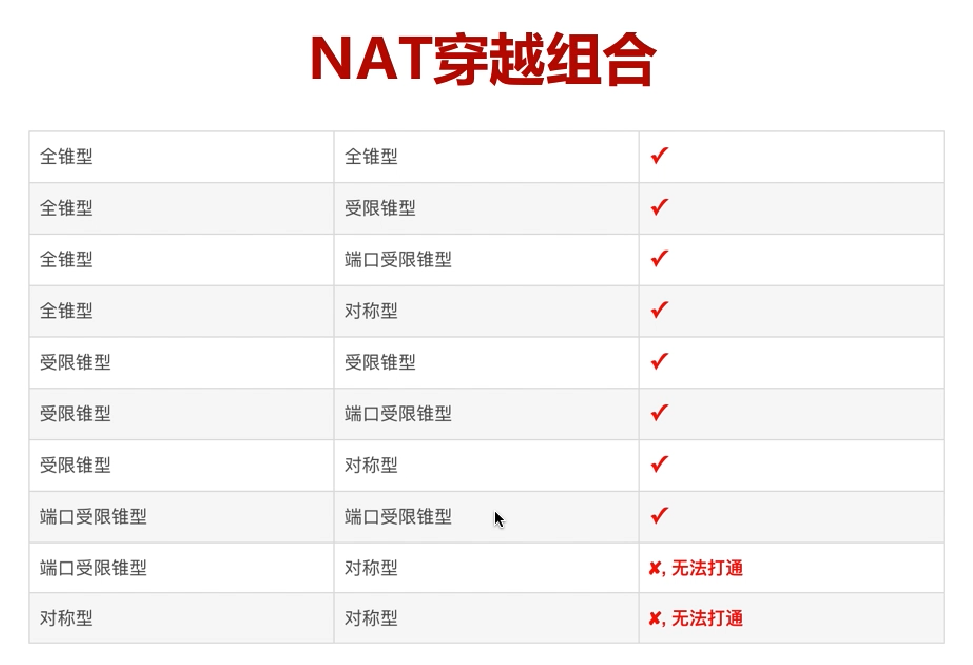 NAT穿越组合
全锥型 全锥型 ✓
全锥型 受限锥型 ✓
全锥型 端口受限锥型 ✓
全锥型 对称型 ✓
受限锥型 受限锥型 ✓
受限锥型 端口受限锥型 ✓
受限锥型 对称型 ✓
端口受限锥型 端口受限锥型 ✓
端口受限锥型 对称型 ✘, 无法打通
对称型 对称型 ✘, 无法打通